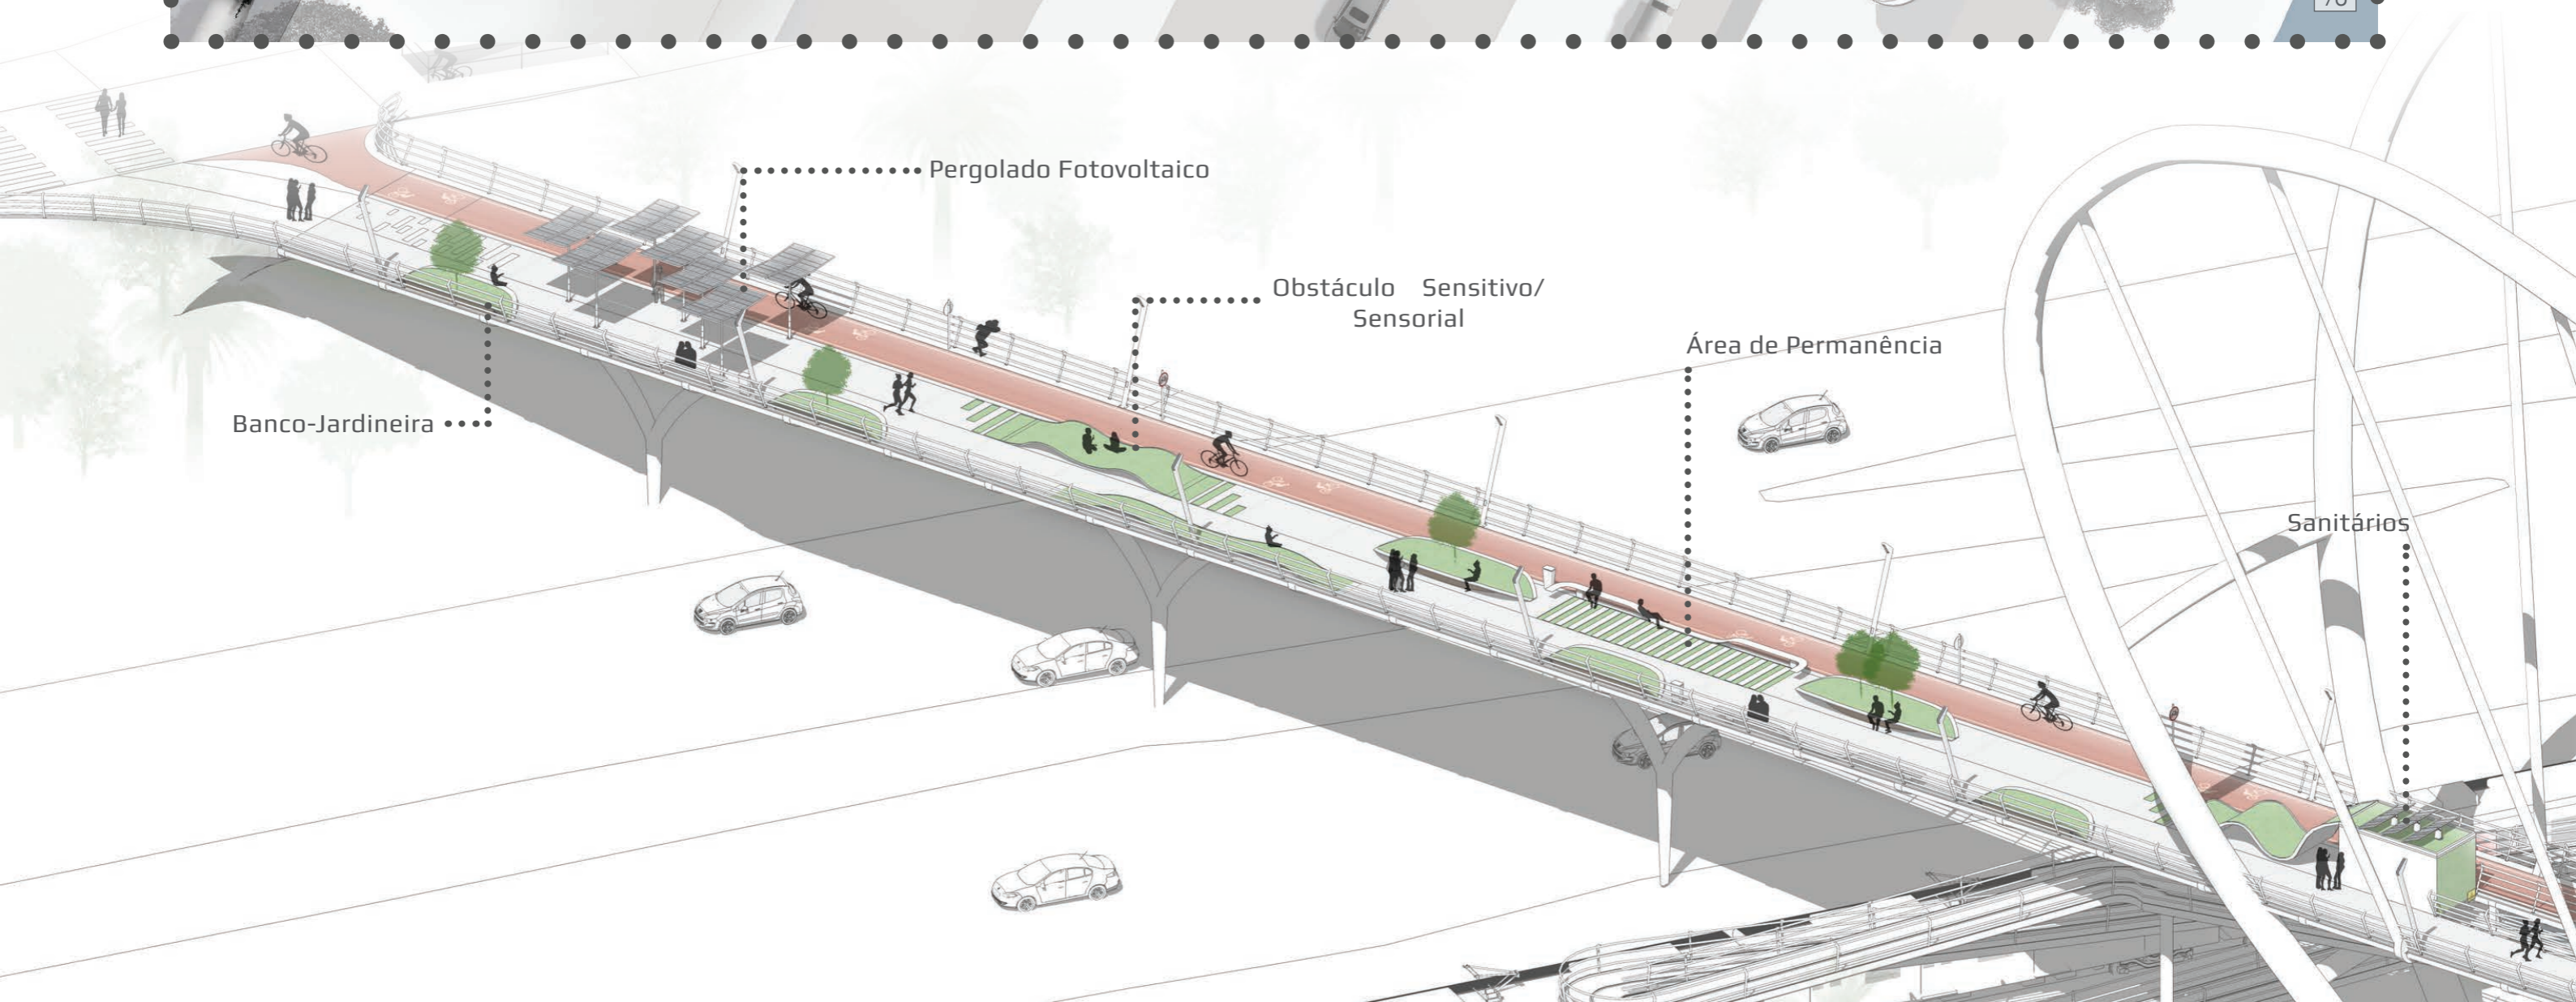 Pergolado Fotovoltaico
Obstáculo Sensitivo/
Sensorial
Área de Permanência
Banco-Jardineira
Sanitários